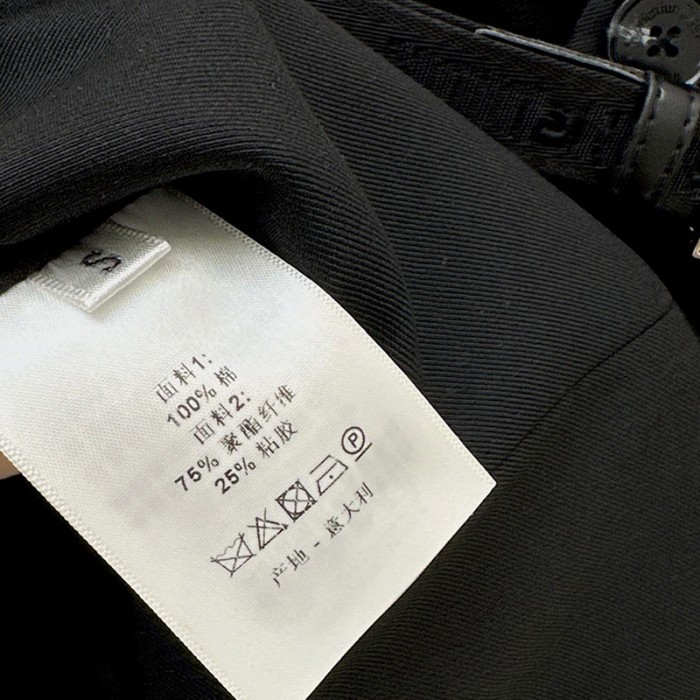 S
面料1:
100% 棉
面料2:
75% 聚酯纤维
25% 粘胶
P
产地 - 意大利